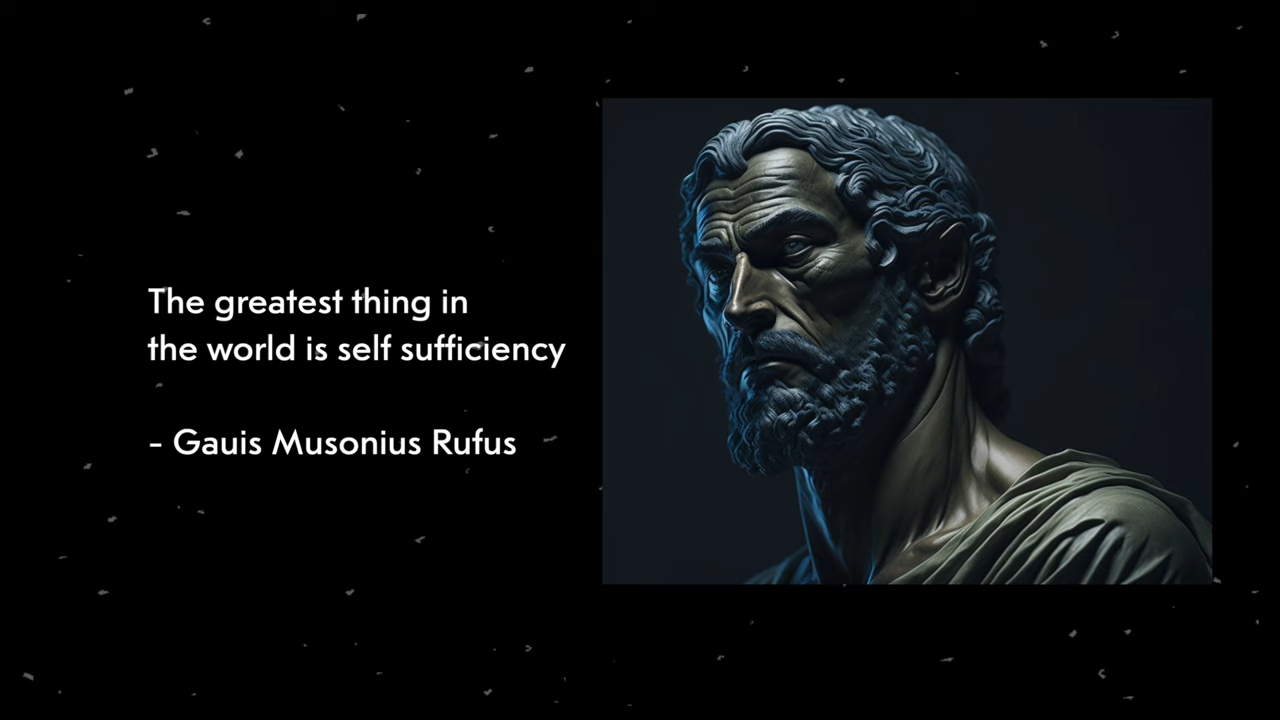 The greatest thing in
the world is self sufficiency
- Gauis Musonius Rufus